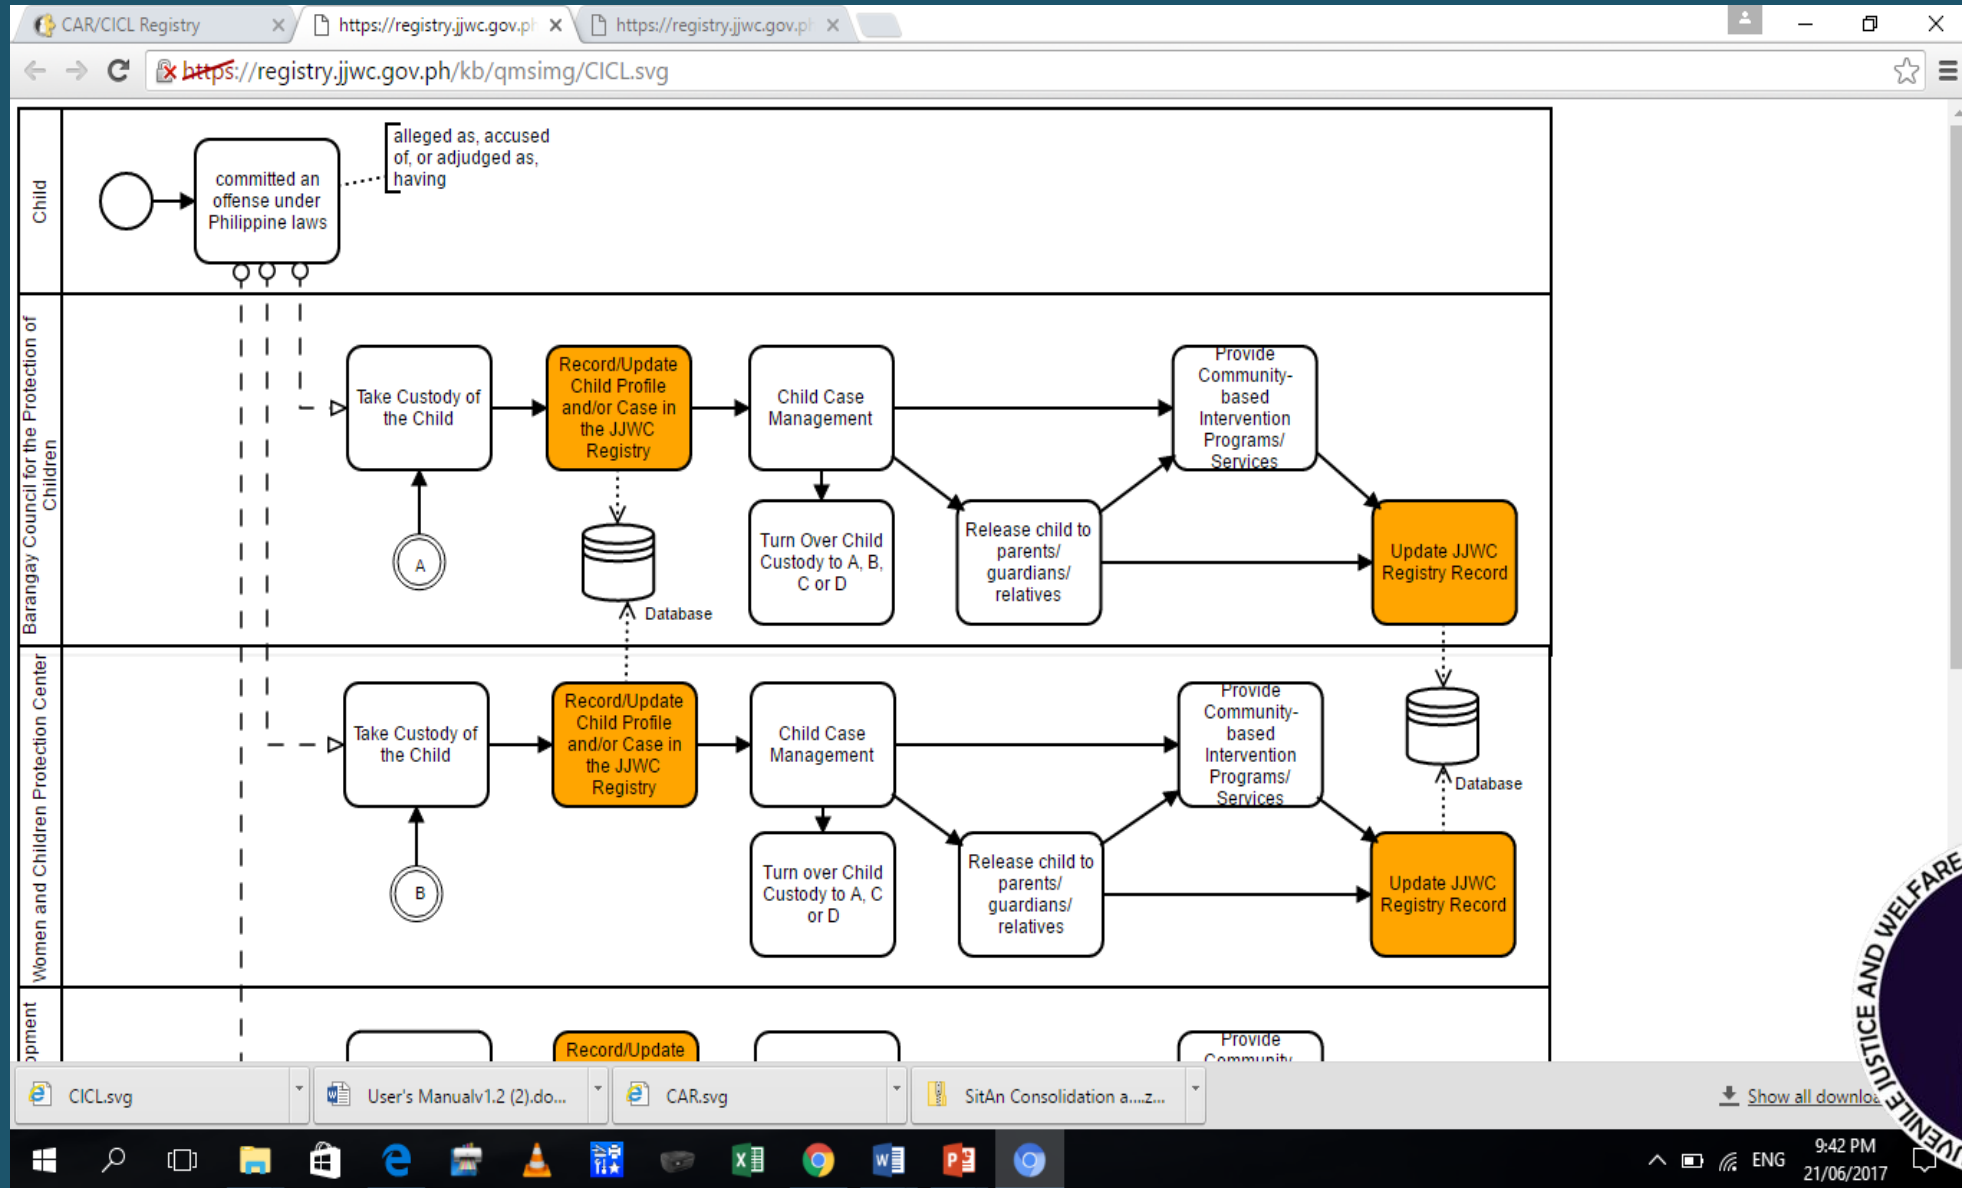 CAR/CICL Registry
https://registry.jjwc.gov.ph
https://registry.jjwc.gov.ph
https://registry.jjwc.gov.ph/kb/qmsimg/CICL.svg
Child
committed an
offense under
Philippine laws
alleged as, accused
of, or adjudged as,
having
Barangay Council for the Protection of
Children
Take Custody of
the Child
Record/Update
Child Profile
and/or Case in
the JJWC
Registry
Child Case
Management
Provide
Community-
based
Intervention
Programs/
Services
A
Database
Turn Over Child
Custody to A, B,
C or D
Release child to
parents/
guardians/
relatives
Update JJWC
Registry Record
Women and Children Protection Center
Take Custody of
the Child
Record/Update
Child Profile
and/or Case in
the JJWC
Registry
Child Case
Management
Provide
Community-
based
Intervention
Programs/
Services
Database
B
Turn over Child
Custody to A, C
or D
Release child to
parents/
guardians/
relatives
Update JJWC
Registry Record
opment
Record/Update
Provide
Community
CICL.svg
User's Manualv1.2 (2).do...
CAR.svg
SitAn Consolidation a....z...
Show all downloa
JUVENILE JUSTICE AND WELFARE
ENG
9:42 PM
21/06/2017